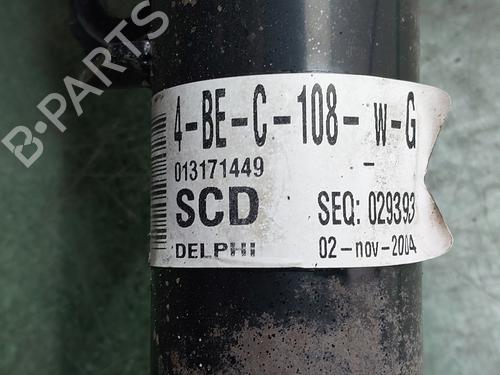 B-PARTS
4-BE-C-108-W-G
013171449 -
SCD SEQ: 029393
DELPHI 02-nov-2004